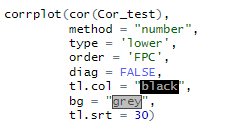 corrplot(cor(Cor_test),
method = "number",
type = 'lower',
order = 'FPC',
diag = FALSE,
tl.col = "black",
bg = "grey",
tl.srt = 30)